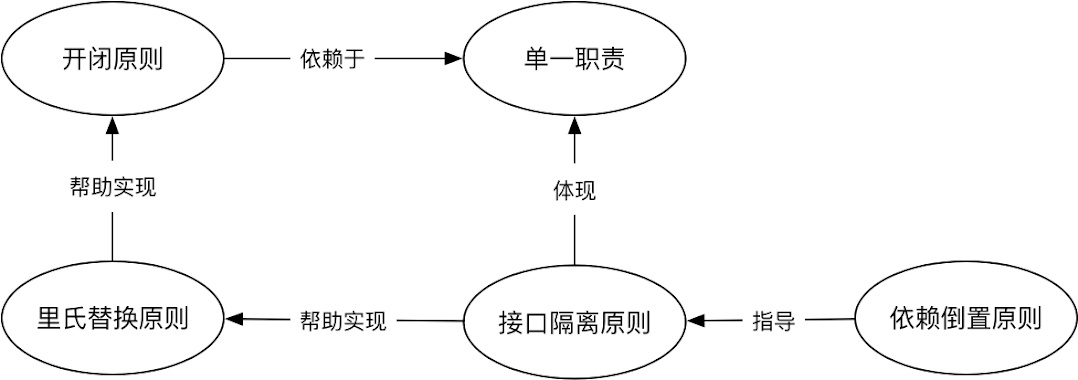 开闭原则
依赖于
单一职责
帮助实现
体现
里氏替换原则
帮助实现
接口隔离原则
指导
依赖倒置原则